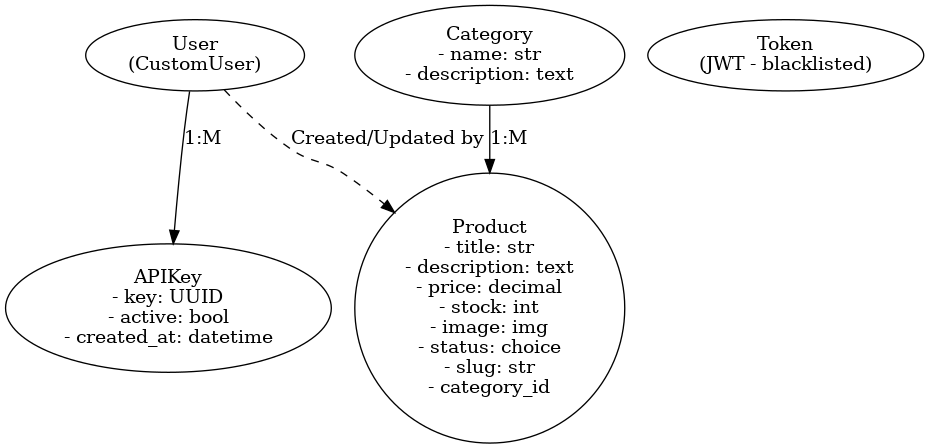 User
(CustomUser)
Category
- name: str
- description: text
Token
(JWT - blacklisted)
1:M
Created/Updated by
1:M
APIKey
- key: UUID
- active: bool
- created_at: datetime
Product
- title: str
- description: text
- price: decimal
- stock: int
- image: img
- status: choice
- slug: str
- category_id